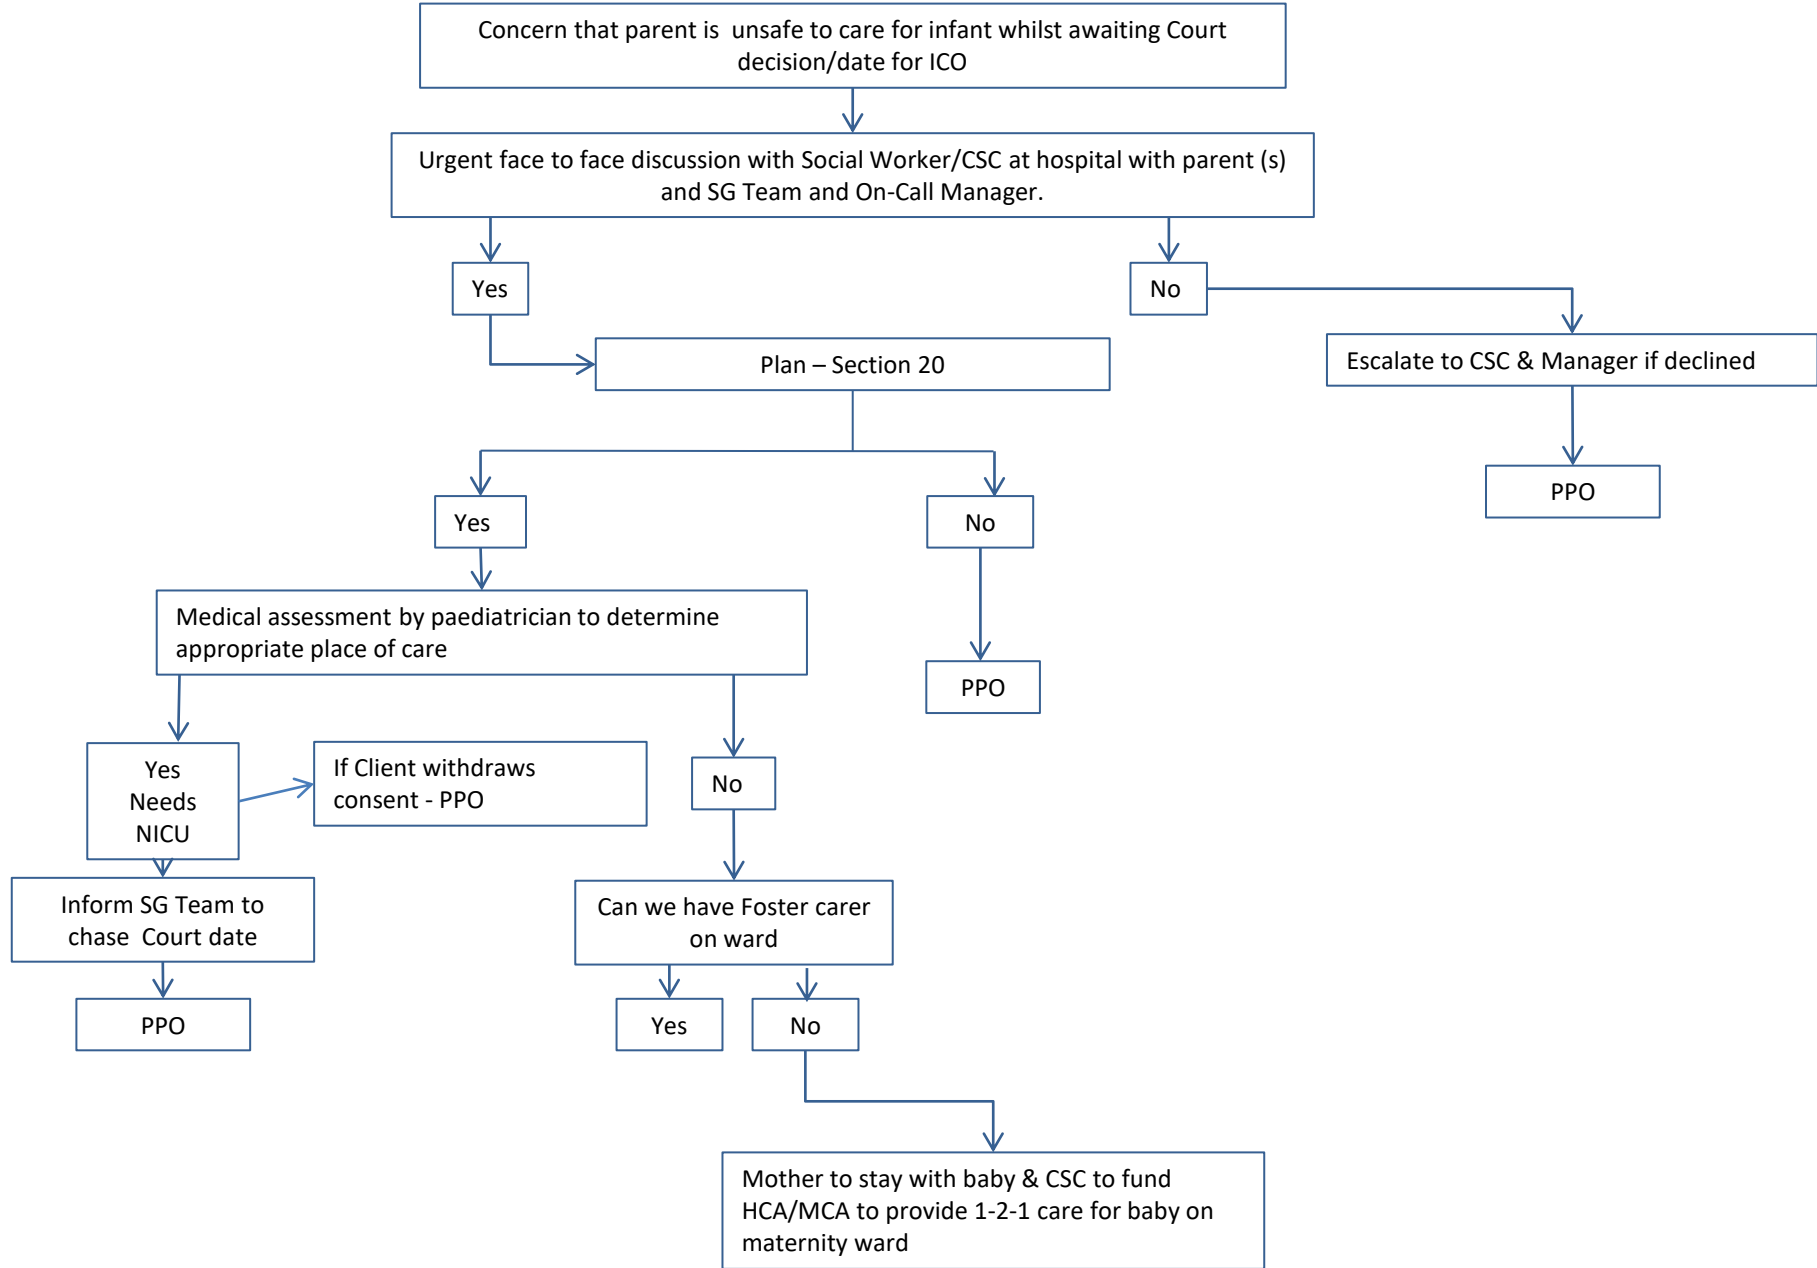 Concern that parent is  unsafe to care for infant whilst awaiting Court
decision/date for ICO
Urgent face to face discussion with Social Worker/CSC at hospital with parent (s)
and SG Team and On-Call Manager.
Yes
No
Plan – Section 20
Escalate to CSC & Manager if declined
PPO
Yes
No
Medical assessment by paediatrician to determine
appropriate place of care
PPO
Yes
Needs
NICU
If Client withdraws
consent - PPO
No
Inform SG Team to
chase  Court date
Can we have Foster carer
on ward
PPO
Yes
No
Mother to stay with baby & CSC to fund
HCA/MCA to provide 1-2-1 care for baby on
maternity ward